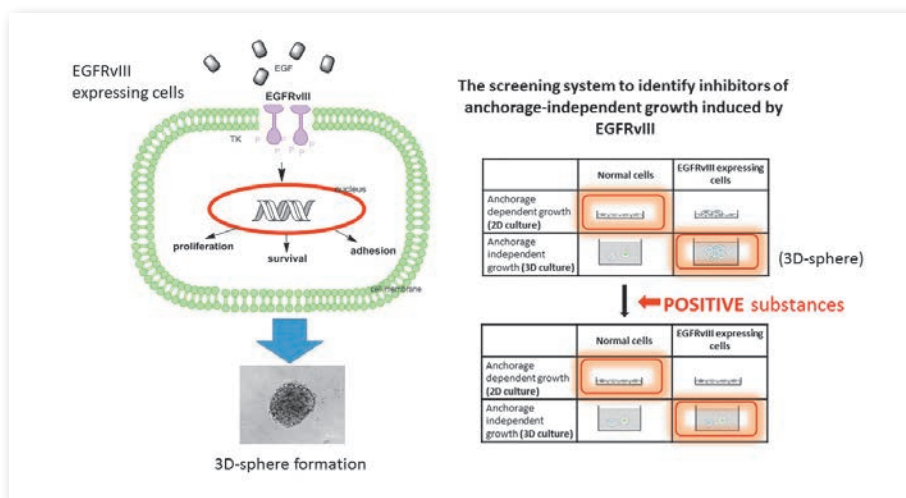 EGFRvIII
expressing cells
EGF
EGFRvIII
TK
P P
P P
P P
nucleus
proliferation
survival
adhesion
cell membrane
3D-sphere formation
The screening system to identify inhibitors of
anchorage-independent growth induced by
EGFRvIII
Normal cells
EGFRvIII expressing
cells
Anchorage
dependent growth
(2D culture)
Anchorage
independent
growth (3D culture)
(3D-sphere)
POSITIVE substances
Normal cells
EGFRvIII expressing
cells
Anchorage
dependent growth
(2D culture)
Anchorage
independent
growth (3D culture)